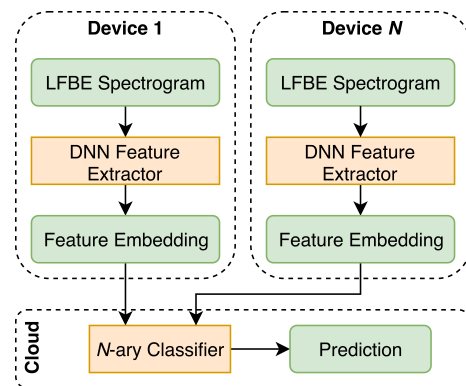 Device 1
LFBE Spectrogram
DNN Feature
Extractor
Feature Embedding
Device N
LFBE Spectrogram
DNN Feature
Extractor
Feature Embedding
Cloud
N-ary Classifier
Prediction